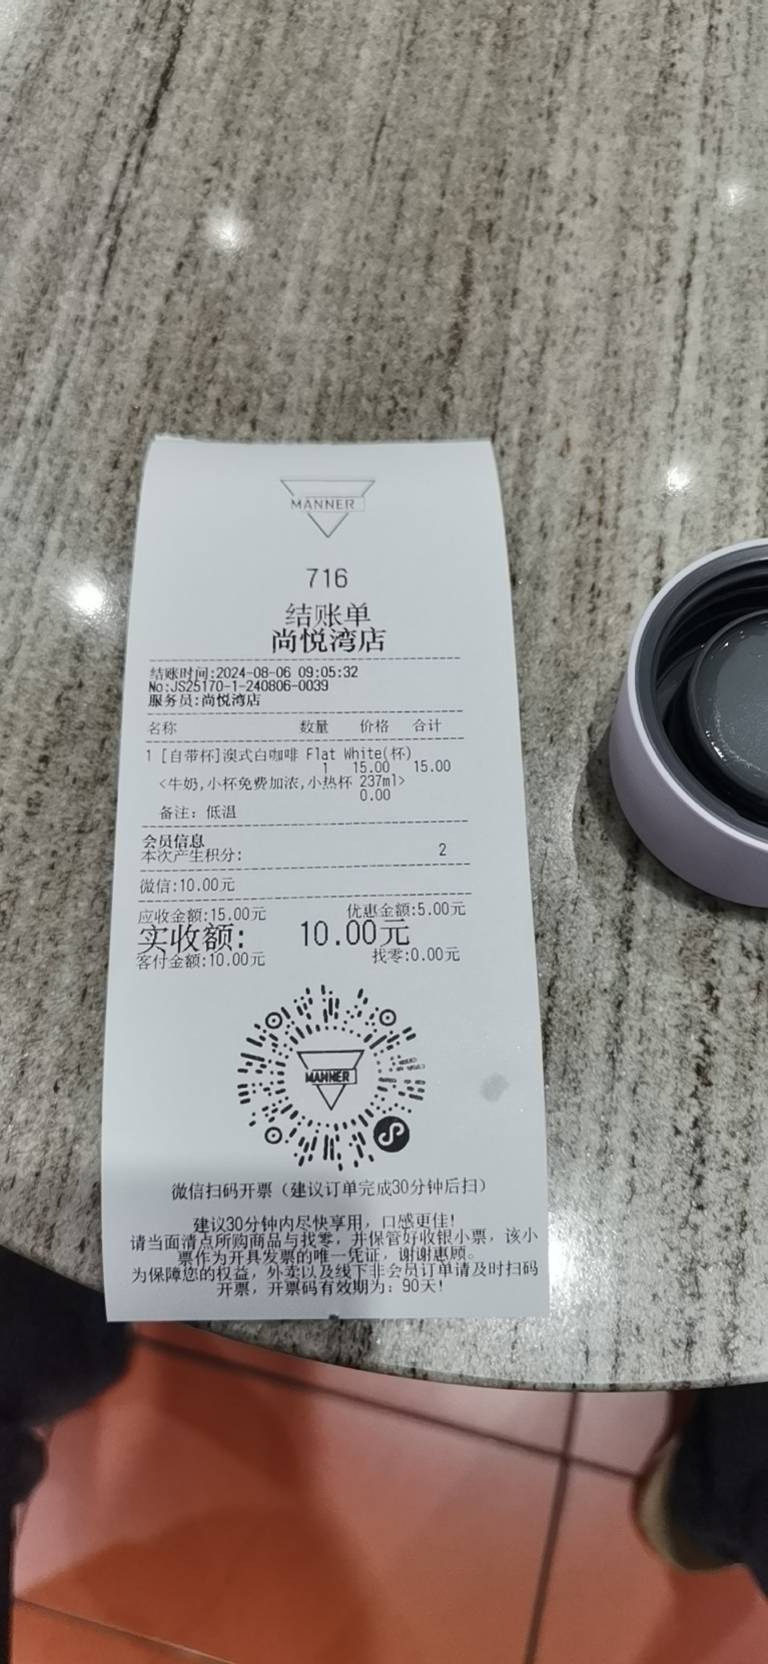 MANNER
716
结账单
尚悦湾店
结账时间:2024-08-06 09:05:32
No:JS25170-1-240806-0039
服务员:尚悦湾店
名称 数量 价格 合计
1 [自带杯]澳式白咖啡 Flat White(杯)
1 15.00 15.00
<牛奶,小杯免费加浓,小热杯 237ml>
0.00
备注: 低温
会员信息
本次产生积分: 2
微信:10.00元
应收金额:15.00元 优惠金额:5.00元
实收额: 10.00元
客付金额:10.00元 找零:0.00元
MANNER
微信扫码开票（建议订单完成30分钟后扫）
建议30分钟内尽快享用，口感更佳!
请当面清点所购商品与找零，并保管好收银小票，该小
票作为开具发票的唯一凭证，谢谢惠顾。
为保障您的权益，外卖以及线下非会员订单请及时扫码
开票，开票码有效期为：90天!